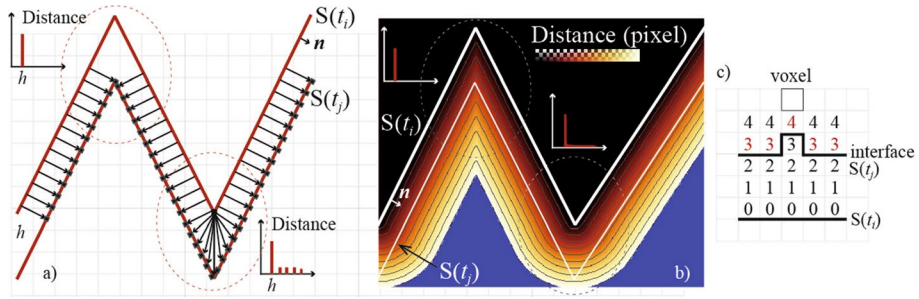 Distance
h
S(tᵢ)
n
S(tⱼ)
h
Distance
h
a)
Distance (pixel)
S(tᵢ)
n
S(tⱼ)
b)
c)
voxel
4 4 4 4 4
3 3 3 3 3
interface
2 2 2 2 2
S(tⱼ)
1 1 1 1 1
0 0 0 0 0
S(tᵢ)